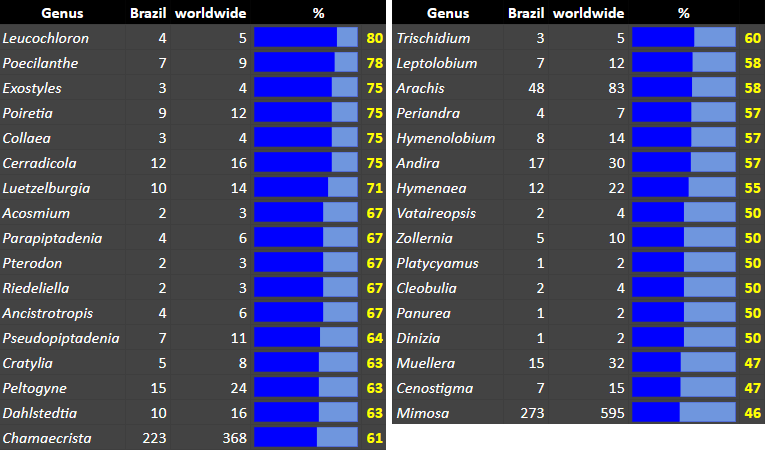 Genus Brazil worldwide %
Leucochloron 4 5 80
Poecilanthe 7 9 78
Exostyles 3 4 75
Poiretia 9 12 75
Collaea 3 4 75
Cerradicola 12 16 75
Luetzelburgia 10 14 71
Acosmium 2 3 67
Parapiptadenia 4 6 67
Pterodon 2 3 67
Riedeliella 2 3 67
Ancistrotropis 4 6 67
Pseudopiptadenia 7 11 64
Cratylia 5 8 63
Peltogyne 15 24 63
Dahlstedtia 10 16 63
Chamaecrista 223 368 61
Genus Brazil worldwide %
Trischidium 3 5 60
Leptolobium 7 12 58
Arachis 48 83 58
Periandra 4 7 57
Hymenolobium 8 14 57
Andira 17 30 57
Hymenaea 12 22 55
Vataireopsis 2 4 50
Zollernia 5 10 50
Platycyamus 1 2 50
Cleobulia 2 4 50
Panurea 1 2 50
Dinizia 1 2 50
Muellera 15 32 47
Cenostigma 7 15 47
Mimosa 273 595 46